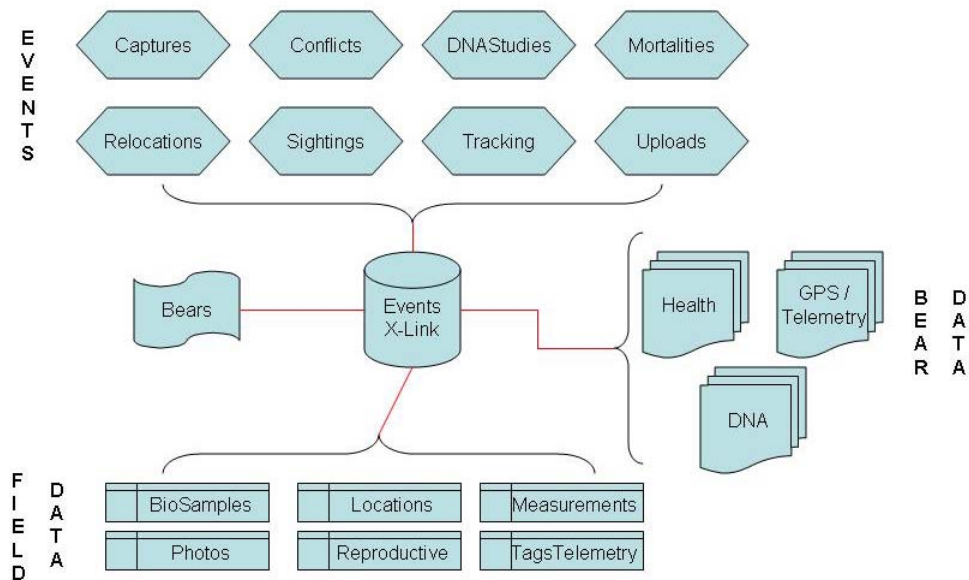 EVENTS
Captures
Conflicts
DNAStudies
Mortalities
Relocations
Sightings
Tracking
Uploads
Bears
Events
X-Link
Health
GPS /
Telemetry
DNA
BEAR
DATA
FIELD
DATA
BioSamples
Locations
Measurements
Photos
Reproductive
TagsTelemetry